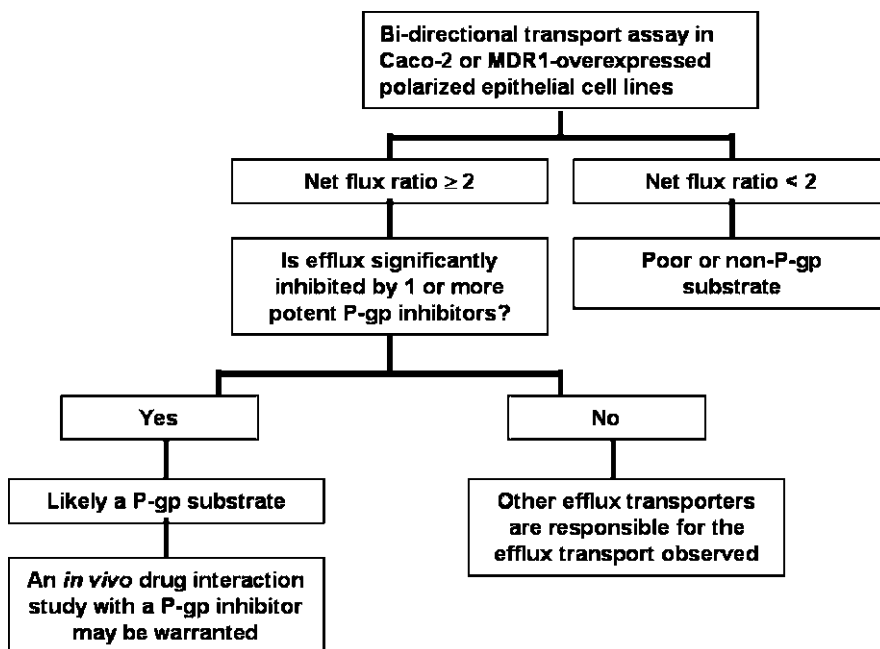 Bi-directional transport assay in
Caco-2 or MDR1-overexpressed
polarized epithelial cell lines
Net flux ratio ≥ 2
Net flux ratio < 2
Is efflux significantly
inhibited by 1 or more
potent P-gp inhibitors?
Poor or non-P-gp
substrate
Yes
No
Likely a P-gp substrate
Other efflux transporters
are responsible for the
efflux transport observed
An in vivo drug interaction
study with a P-gp inhibitor
may be warranted